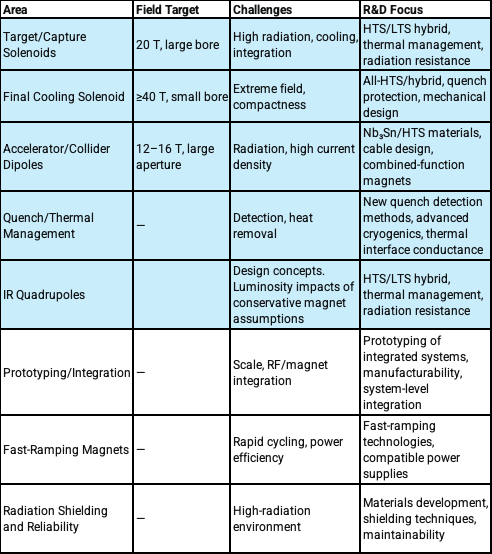 Area	Field Target	Challenges	R&D Focus
Target/Capture
Solenoids
20 T, large bore
High radiation, cooling,
integration
HTS/LTS hybrid,
thermal management,
radiation resistance
Final Cooling Solenoid
≥40 T, small bore
Extreme field,
compactness
All-HTS/hybrid, quench
protection, mechanical
design
Accelerator/Collider
Dipoles
12–16 T, large
aperture
Radiation, high current
density
Nb₃Sn/HTS materials,
cable design,
combined-function
magnets
Quench/Thermal
Management
—
Detection, heat
removal
New quench detection
methods, advanced
cryogenics, thermal
interface conductance
IR Quadrupoles
Design concepts.
Luminosity impacts of
conservative magnet
assumptions
HTS/LTS hybrid,
thermal management,
radiation resistance
Prototyping/Integration
—
Scale, RF/magnet
integration
Prototyping of
integrated systems,
manufacturability,
system-level
integration
Fast-Ramping Magnets
—
Rapid cycling, power
efficiency
Fast-ramping
technologies,
compatible power
supplies
Radiation Shielding
and Reliability
—
High-radiation
environment
Materials development,
shielding techniques,
maintainability